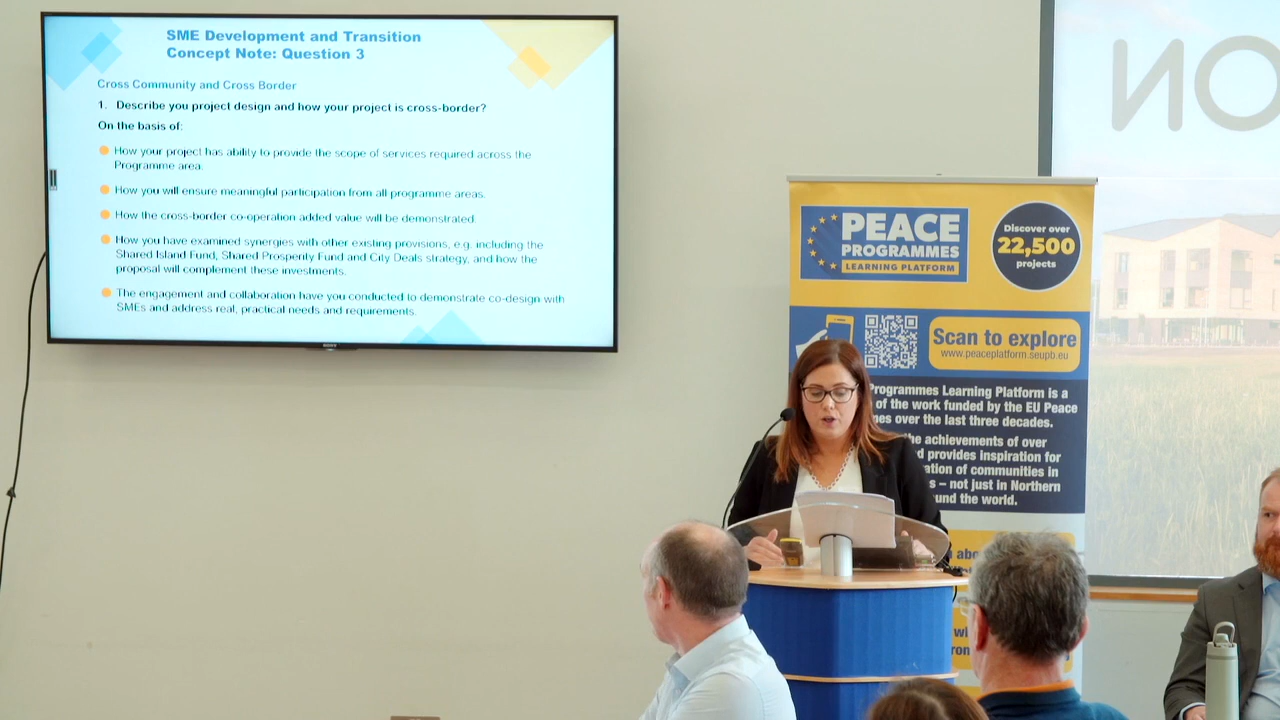 SME Development and Transition
Concept Note: Question 3
Cross Community and Cross Border
1. Describe you project design and how your project is cross-border?
On the basis of:
How your project has ability to provide the scope of services required across the
Programme area.
How you will ensure meaningful participation from all programme areas.
How the cross-border co-operation added value will be demonstrated
How you have examined synergies with other existing provisions, e.g. including the
Shared Island Fund, Shared Prosperity Fund and City Deals strategy, and how the
proposal will complement these investments.
The engagement and collaboration have you conducted to demonstrate co-design with
SMEs and address real, practical needs and requirements.
SONY
PEACE
PROGRAMMES
LEARNING PLATFORM
Discover over
22,500
projects
Scan to explore
www.peaceplatform.seupb.eu
Programmes Learning Platform is a
of the work funded by the EU Peace
over the last three decades.
the achievements of over
provides inspiration for
of communities in
– not just in Northern
the world.